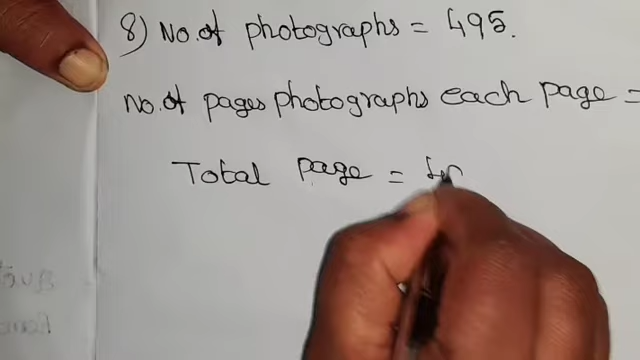 8) No.of photographs = 495.
No.of pages photographs each page =
Total page =